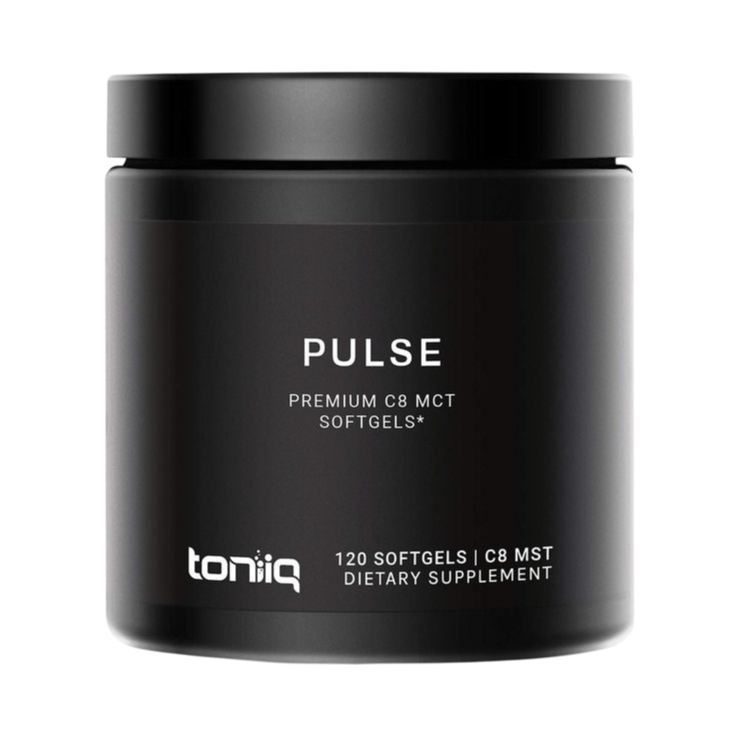 PULSE
PREMIUM C8 MCT
SOFTGELS*
toniiq
120 SOFTGELS | C8 MST
DIETARY SUPPLEMENT